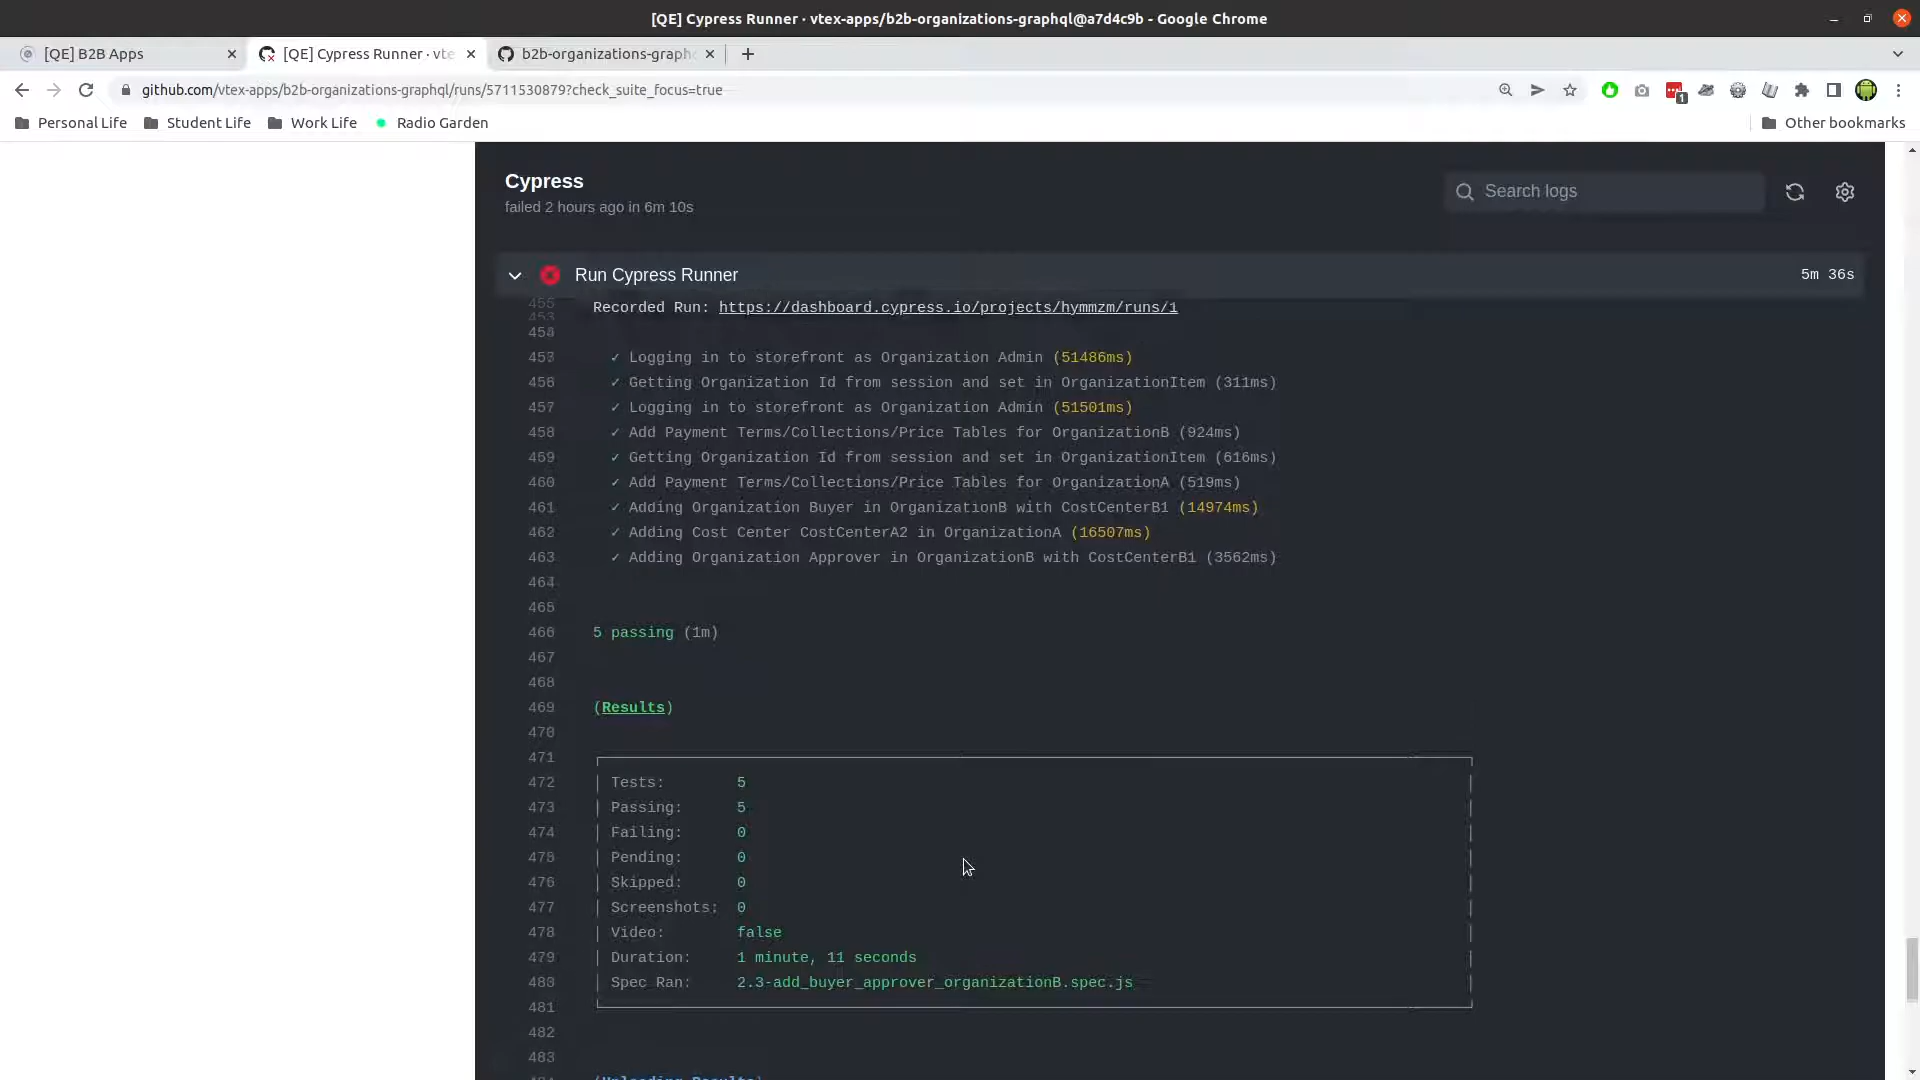 [QE] Cypress Runner · vtex-apps/b2b-organizations-graphql@a7d4c9b - Google Chrome
[QE] B2B Apps
[QE] Cypress Runner · vte
b2b-organizations-graph
github.com/vtex-apps/b2b-organizations-graphql/runs/5711530879?check_suite_focus=true
1
Personal Life
Student Life
Work Life
Radio Garden
Other bookmarks
Cypress
failed 2 hours ago in 6m 10s
Search logs
Run Cypress Runner
5m 36s
Recorded Run: https://dashboard.cypress.io/projects/hymmzm/runs/1
✓ Logging in to storefront as Organization Admin (51486ms)
456 ✓ Getting Organization Id from session and set in OrganizationItem (311ms)
457 ✓ Logging in to storefront as Organization Admin (51501ms)
458 ✓ Add Payment Terms/Collections/Price Tables for OrganizationB (924ms)
459 ✓ Getting Organization Id from session and set in OrganizationItem (616ms)
460 ✓ Add Payment Terms/Collections/Price Tables for OrganizationA (519ms)
461 ✓ Adding Organization Buyer in OrganizationB with CostCenterB1 (14974ms)
462 ✓ Adding Cost Center CostCenterA2 in OrganizationA (16507ms)
463 ✓ Adding Organization Approver in OrganizationB with CostCenterB1 (3562ms)
464
465
466 5 passing (1m)
467
468
469 (Results)
470
471
472 Tests: 5
473 Passing: 5
474 Failing: 0
475 Pending: 0
476 Skipped: 0
477 Screenshots: 0
478 Video: false
479 Duration: 1 minute, 11 seconds
480 Spec Ran: 2.3-add_buyer_approver_organizationB.spec.js
481
482
483